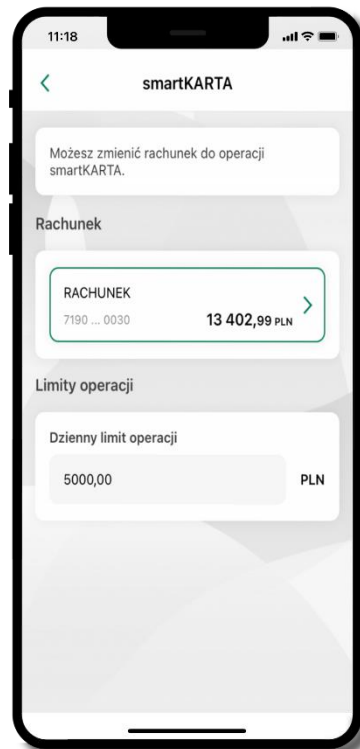 11:18
smartKARTA
Możesz zmienić rachunek do operacji
smartKARTA.
Rachunek
RACHUNEK
7190 ... 0030 13 402,99 PLN
Limity operacji
Dzienny limit operacji
5000,00 PLN